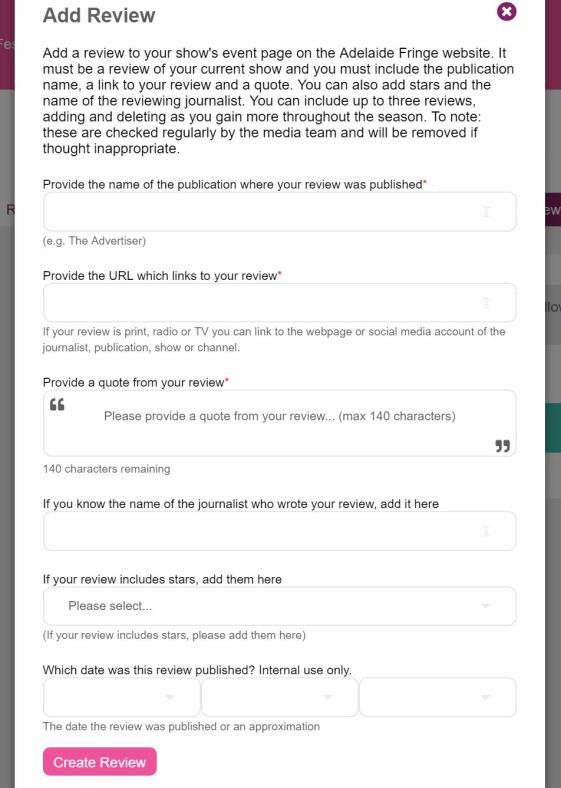 Add Review
Add a review to your show's event page on the Adelaide Fringe website. It
must be a review of your current show and you must include the publication
name, a link to your review and a quote. You can also add stars and the
name of the reviewing journalist. You can include up to three reviews,
adding and deleting as you gain more throughout the season. To note:
these are checked regularly by the media team and will be removed if
thought inappropriate.
Provide the name of the publication where your review was published*
(e.g. The Advertiser)
Provide the URL which links to your review*
If your review is print, radio or TV you can link to the webpage or social media account of the
journalist, publication, show or channel.
Provide a quote from your review*
“
Please provide a quote from your review... (max 140 characters)
”
140 characters remaining
If you know the name of the journalist who wrote your review, add it here
If your review includes stars, add them here
Please select...
(If your review includes stars, please add them here)
Which date was this review published? Internal use only.
The date the review was published or an approximation
Create Review